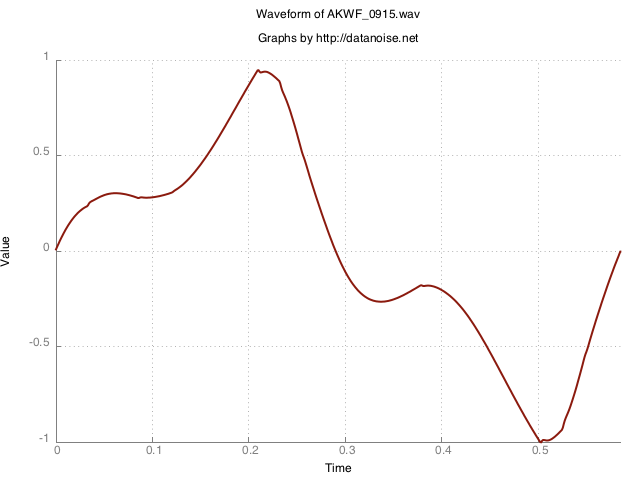 Waveform of AKWF_0915.wav
Graphs by http://datanoise.net
1
0.5
0
-0.5
-1
Value
0 0.1 0.2 0.3 0.4 0.5
Time